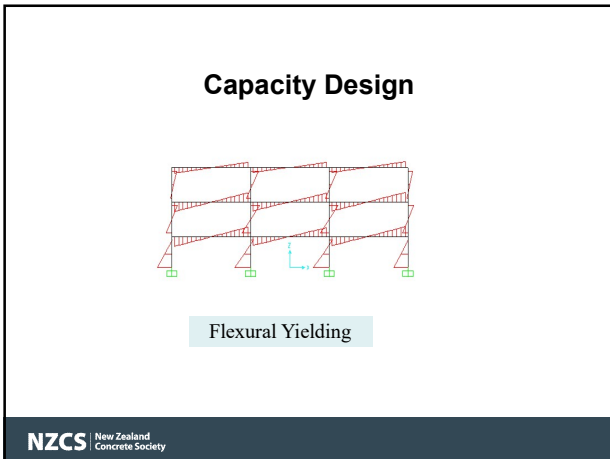 Capacity Design
Z
Flexural Yielding
NZCS New Zealand
Concrete Society